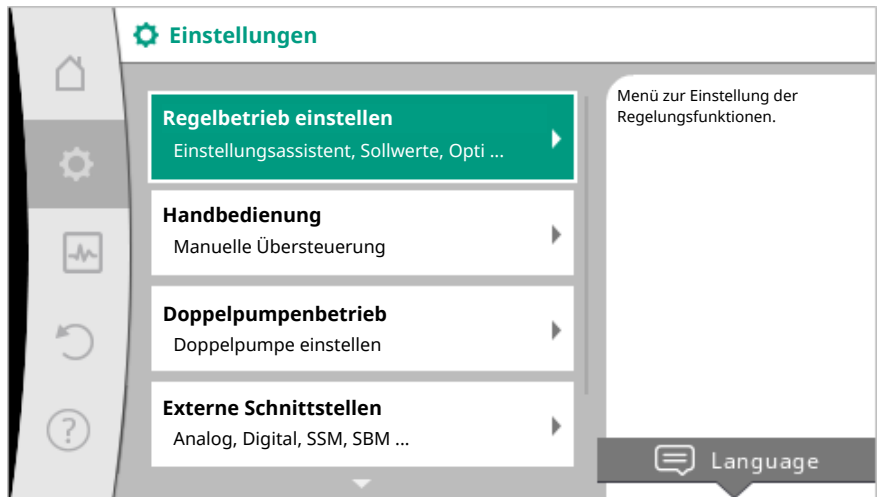 Einstellungen
Regelbetrieb einstellen
Einstellungsassistent, Sollwerte, Opti ...
Handbedienung
Manuelle Übersteuerung
Doppelpumpenbetrieb
Doppelpumpe einstellen
Externe Schnittstellen
Analog, Digital, SSM, SBM ...
Menü zur Einstellung der
Regelungsfunktionen.
Language